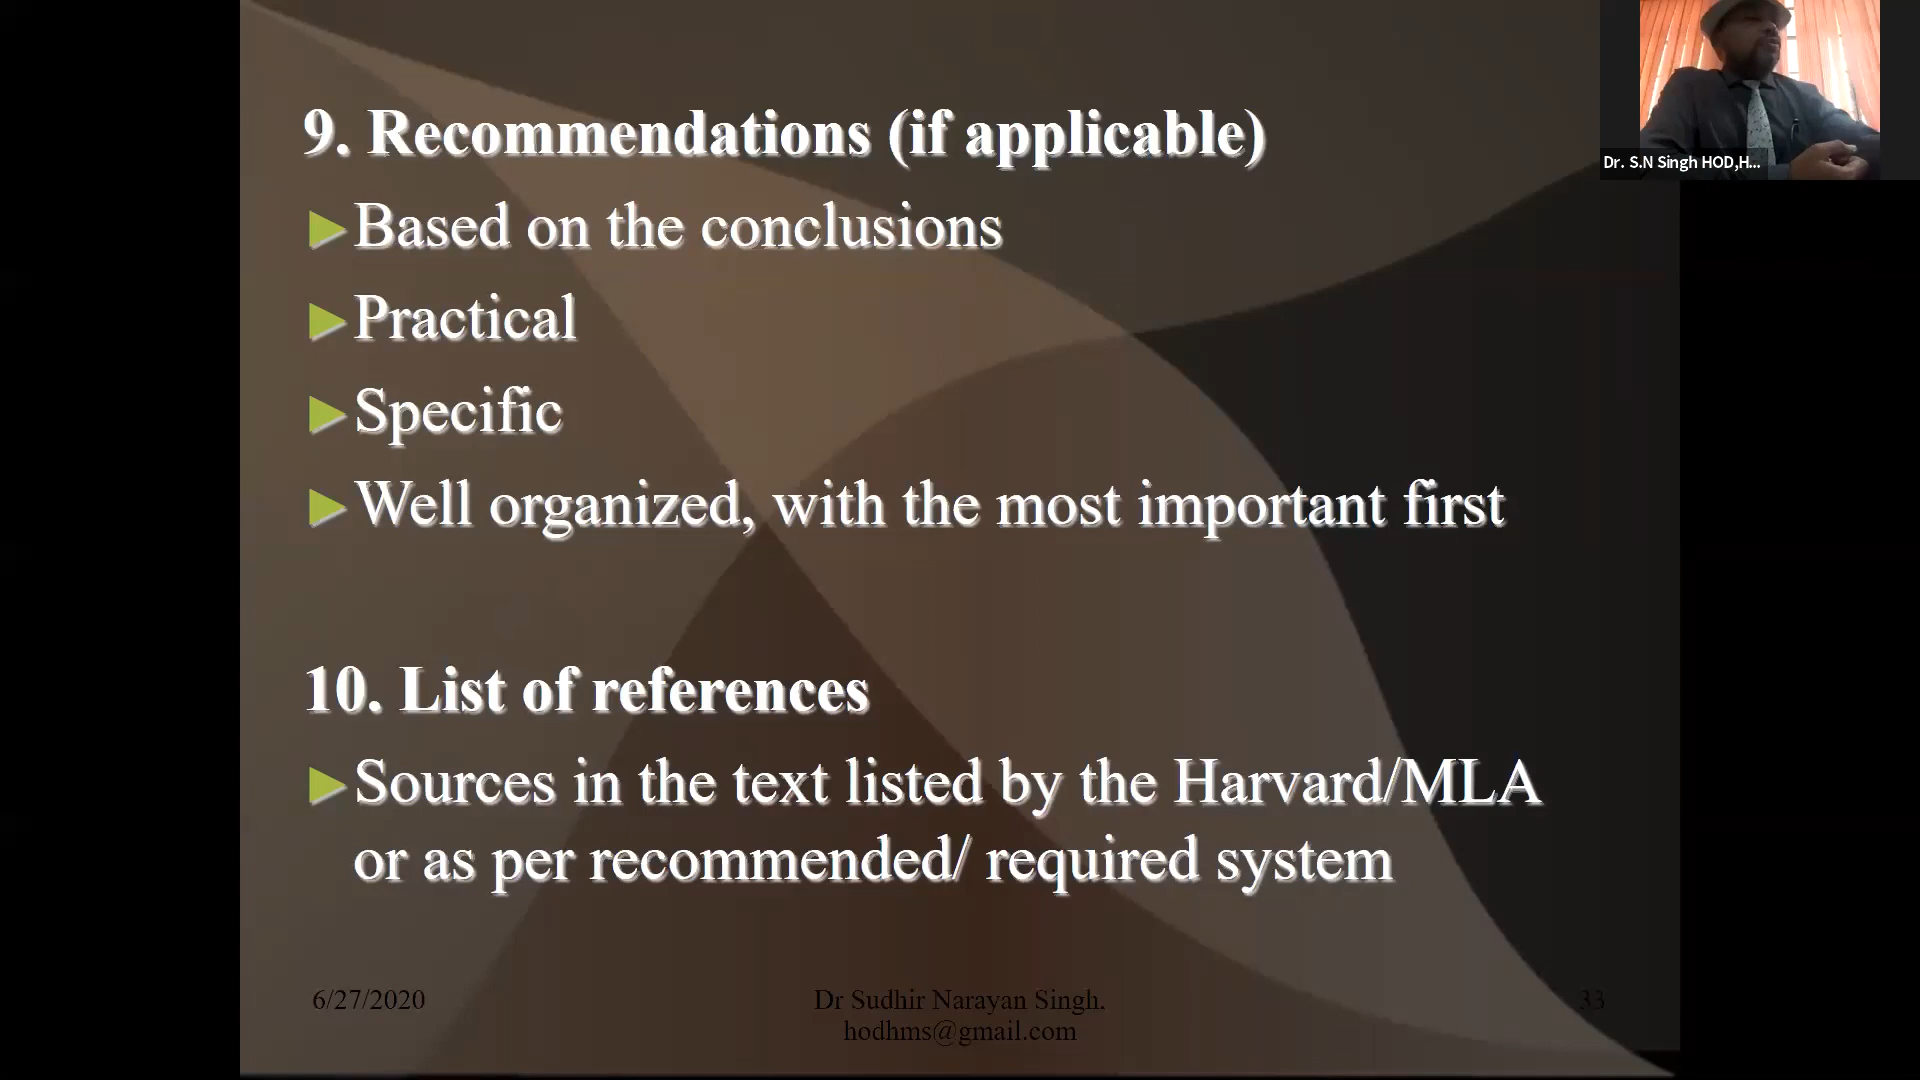 9. Recommendations (if applicable)
Based on the conclusions
Practical
Specific
Well organized, with the most important first
10. List of references
Sources in the text listed by the Harvard/MLA
or as per recommended/ required system
6/27/2020
Dr Sudhir Narayan Singh.
hodhms@gmail.com
33
Dr. S.N Singh HOD,H...